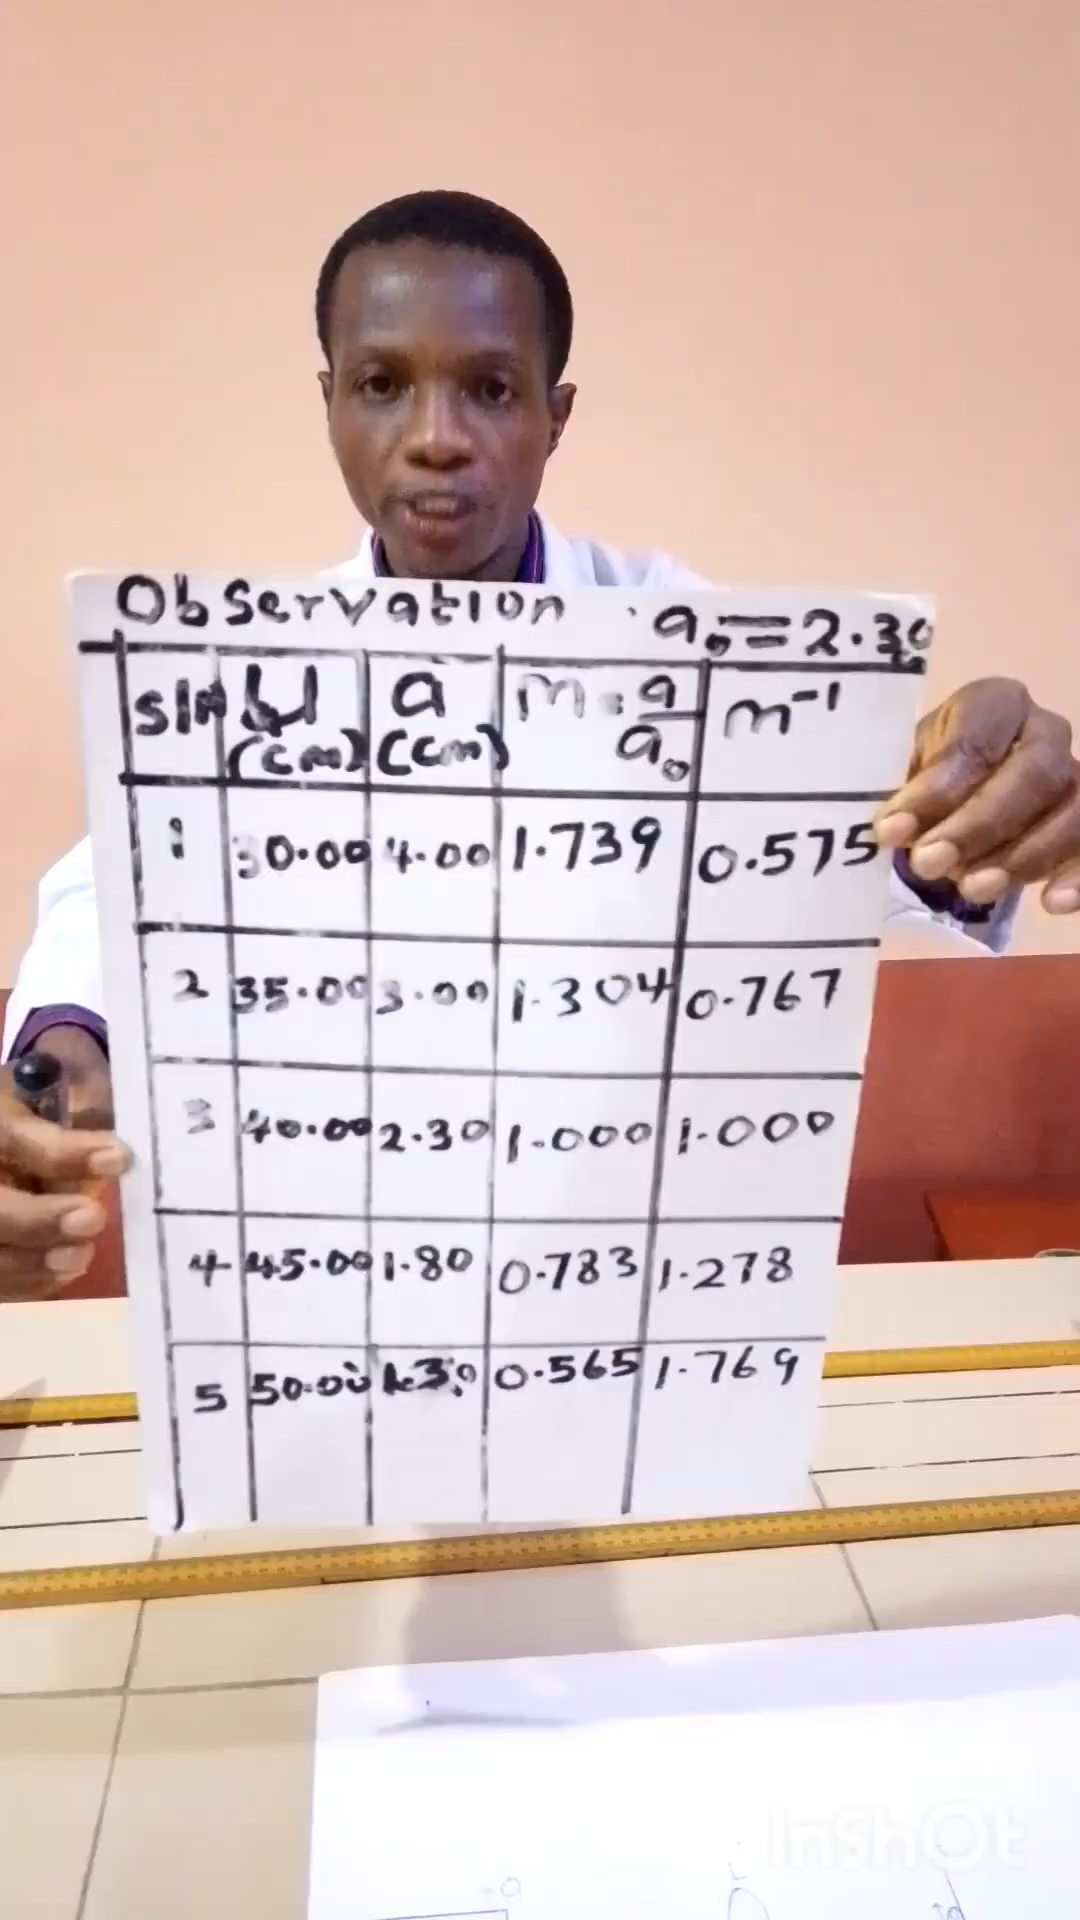 Observation a₀=2.30
S/N U (cm) a (cm) m = a/a₀ m⁻¹
1 30.00 4.00 1.739 0.575
2 35.00 3.00 1.304 0.767
3 40.00 2.30 1.000 1.000
4 45.00 1.80 0.783 1.278
5 50.00 1.30 0.565 1.769
InShOt
a